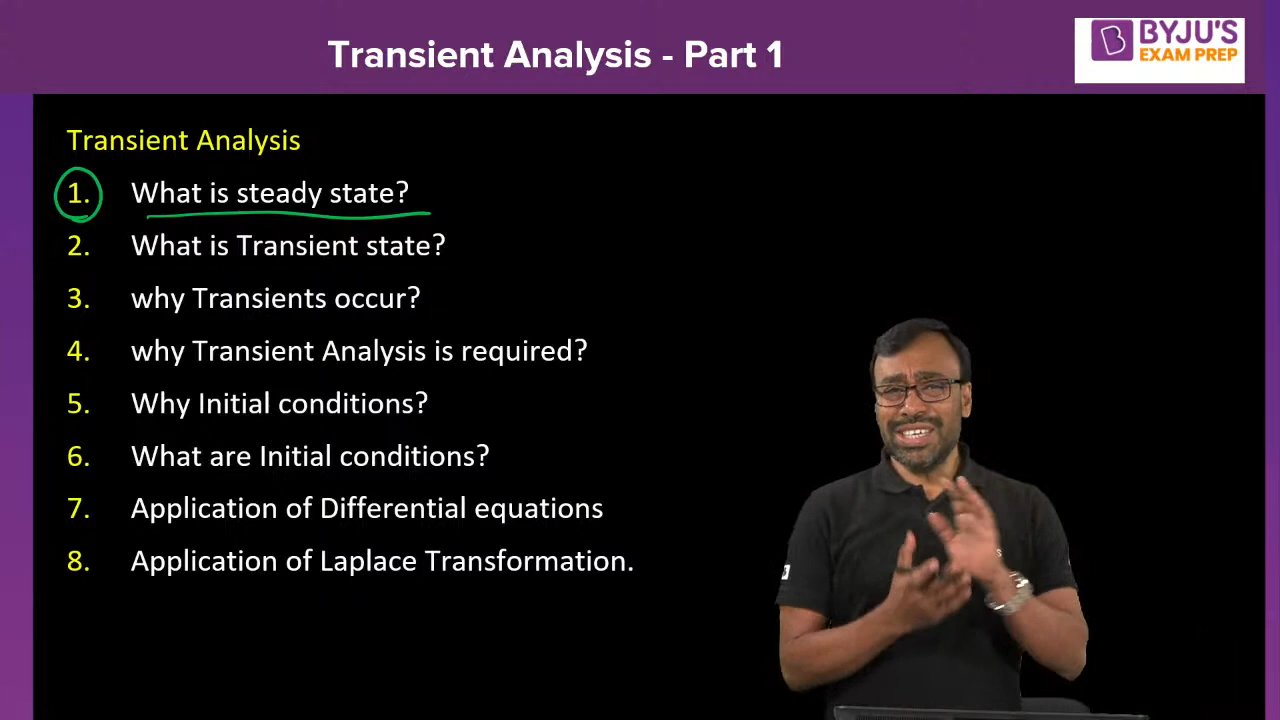 Transient Analysis - Part 1
BYJU'S
EXAM PREP
Transient Analysis
1. What is steady state?
2. What is Transient state?
3. why Transients occur?
4. why Transient Analysis is required?
5. Why Initial conditions?
6. What are Initial conditions?
7. Application of Differential equations
8. Application of Laplace Transformation.